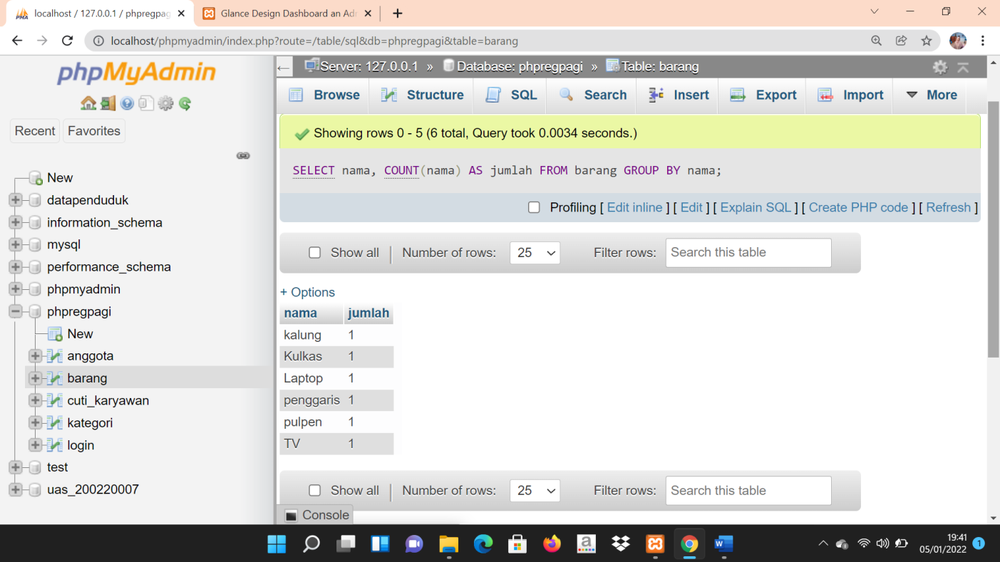 localhost / 127.0.0.1 / phpregpag
Glance Design Dashboard an Adr
localhost/phpmyadmin/index.php?route=/table/sql&db=phpregpagi&table=barang
phpMyAdmin
Recent
Favorites
New
datapenduduk
information_schema
mysql
performance_schema
phpmyadmin
phpregpagi
New
anggota
barang
cuti_karyawan
kategori
login
test
uas_200220007
Server: 127.0.0.1 » Database: phpregpagi » Table: barang
Browse Structure SQL Search Insert Export Import More
Showing rows 0 - 5 (6 total, Query took 0.0034 seconds.)
SELECT nama, COUNT(nama) AS jumlah FROM barang GROUP BY nama;
Profiling [ Edit inline ] [ Edit ] [ Explain SQL ] [ Create PHP code ] [ Refresh ]
Show all | Number of rows: 25 Filter rows: Search this table
+ Options
nama jumlah
kalung 1
Kulkas 1
Laptop 1
penggaris 1
pulpen 1
TV 1
Show all | Number of rows: 25 Filter rows: Search this table
Console
19:41
05/01/2022 1